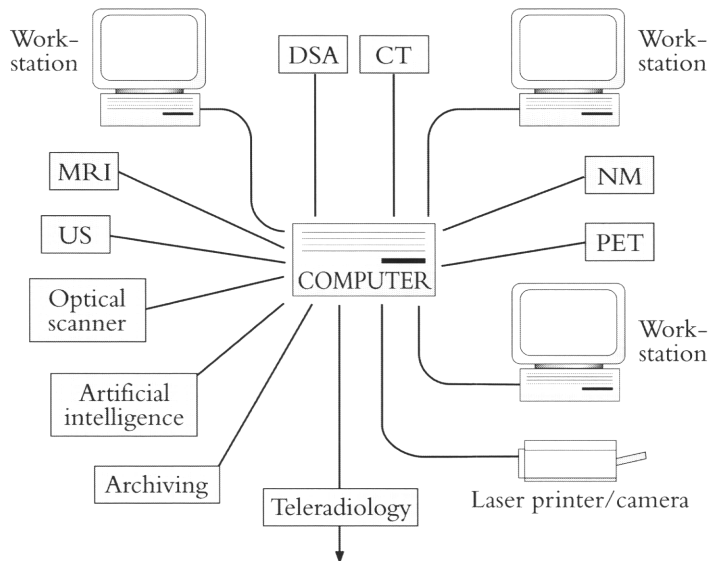 Work-
station
DSA
CT
Work-
station
MRI
NM
US
PET
COMPUTER
Optical
scanner
Work-
station
Artificial
intelligence
Archiving
Teleradiology
Laser printer/camera